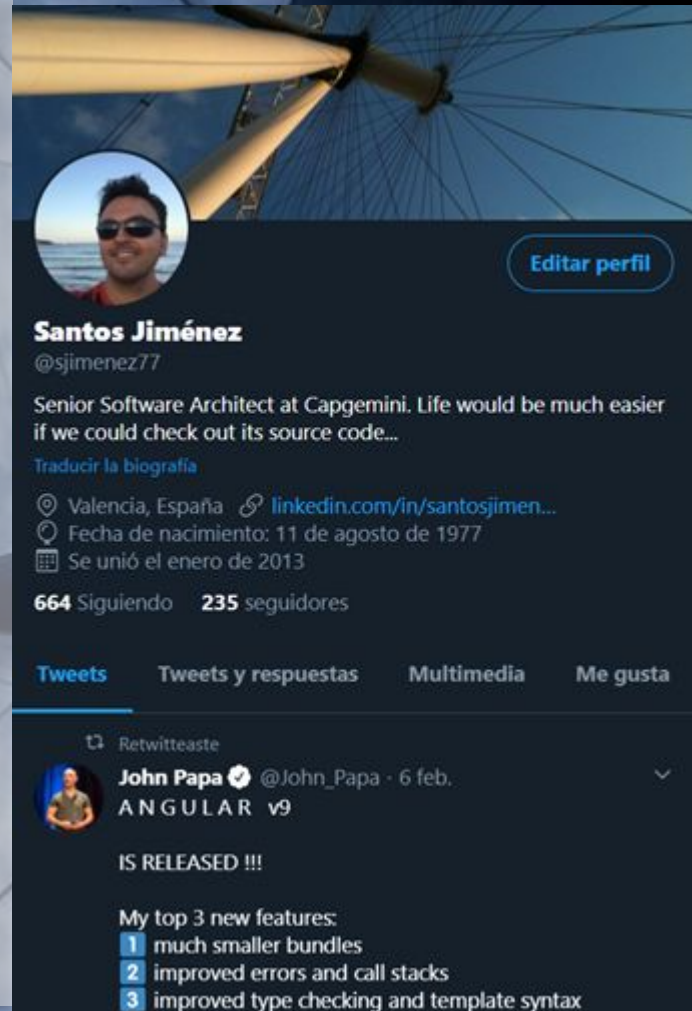 Editar perfil
Santos Jiménez
@sjimenez77
Senior Software Architect at Capgemini. Life would be much easier
if we could check out its source code...
Traducir la biografía
Valencia, España linkedin.com/in/santosjimen...
Fecha de nacimiento: 11 de agosto de 1977
Se unió el enero de 2013
664 Siguiendo 235 seguidores
Tweets Tweets y respuestas Multimedia Me gusta
Retwitteaste
John Papa @John_Papa · 6 feb.
A N G U L A R v9
IS RELEASED !!!
My top 3 new features:
1 much smaller bundles
2 improved errors and call stacks
3 improved type checking and template syntax